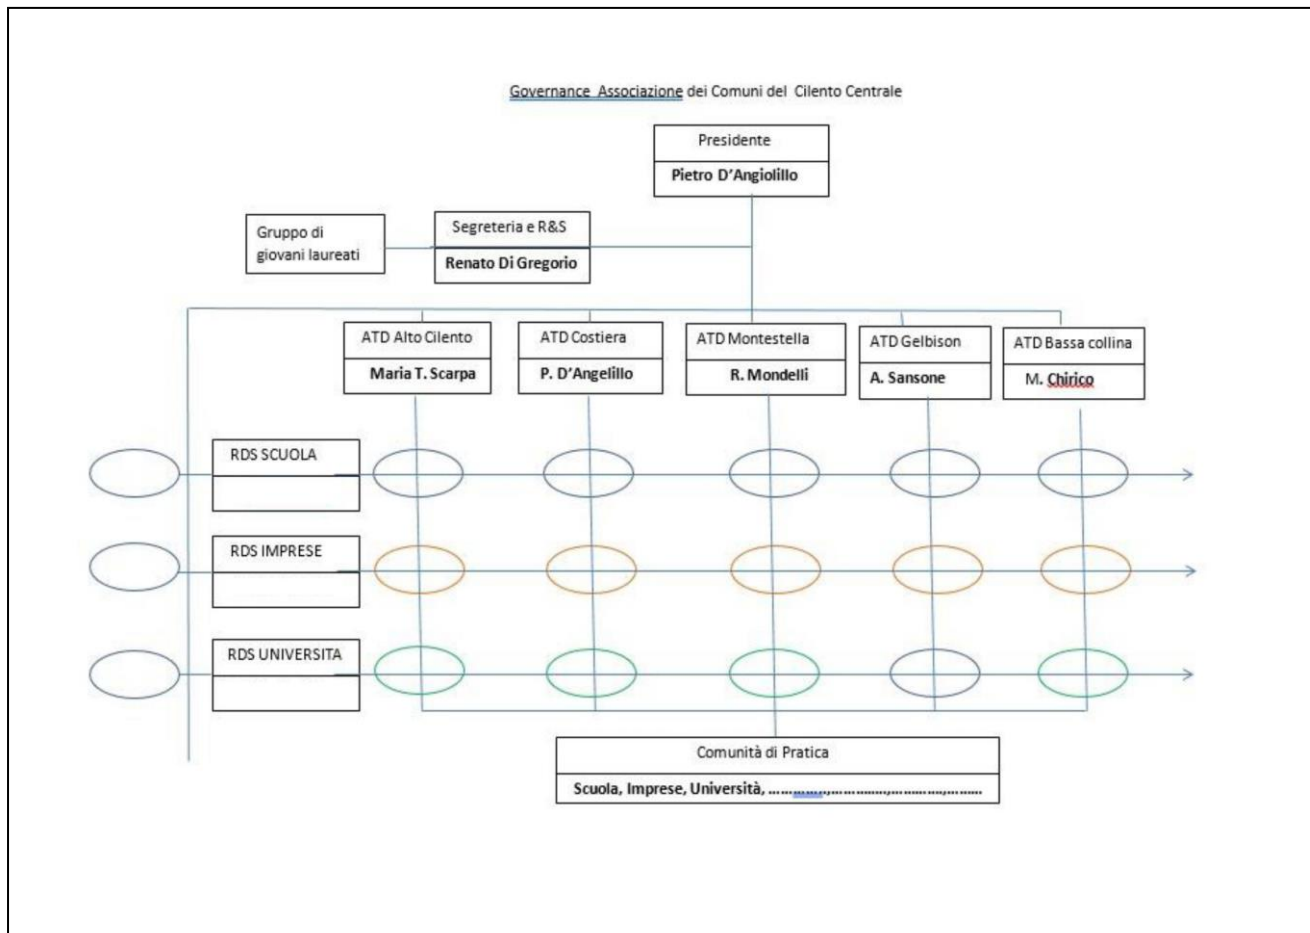 Governance Associazione dei Comuni del Cilento Centrale
Presidente
Pietro D'Angiolillo
Gruppo di
giovani laureati
Segreteria e R&S
Renato Di Gregorio
ATD Alto Cilento
Maria T. Scarpa
ATD Costiera
P. D'Angelillo
ATD Montestella
R. Mondelli
ATD Gelbison
A. Sansone
ATD Bassa collina
M. Chirico
RDS SCUOLA
RDS IMPRESE
RDS UNIVERSITA
Comunità di Pratica
Scuola, Imprese, Università, ……………,……………,……………,………